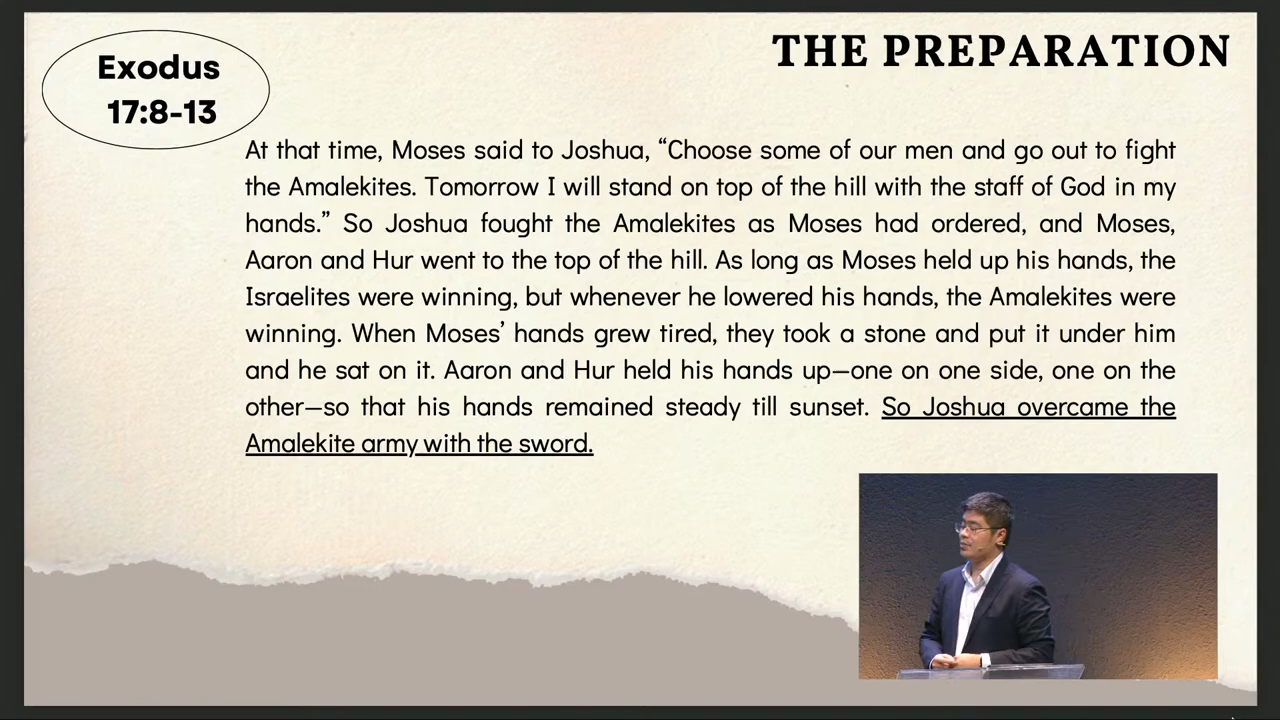 Exodus
17:8-13
THE PREPARATION
At that time, Moses said to Joshua, “Choose some of our men and go out to fight
the Amalekites. Tomorrow I will stand on top of the hill with the staff of God in my
hands.” So Joshua fought the Amalekites as Moses had ordered, and Moses,
Aaron and Hur went to the top of the hill. As long as Moses held up his hands, the
Israelites were winning, but whenever he lowered his hands, the Amalekites were
winning. When Moses’ hands grew tired, they took a stone and put it under him
and he sat on it. Aaron and Hur held his hands up—one on one side, one on the
other—so that his hands remained steady till sunset. So Joshua overcame the
Amalekite army with the sword.